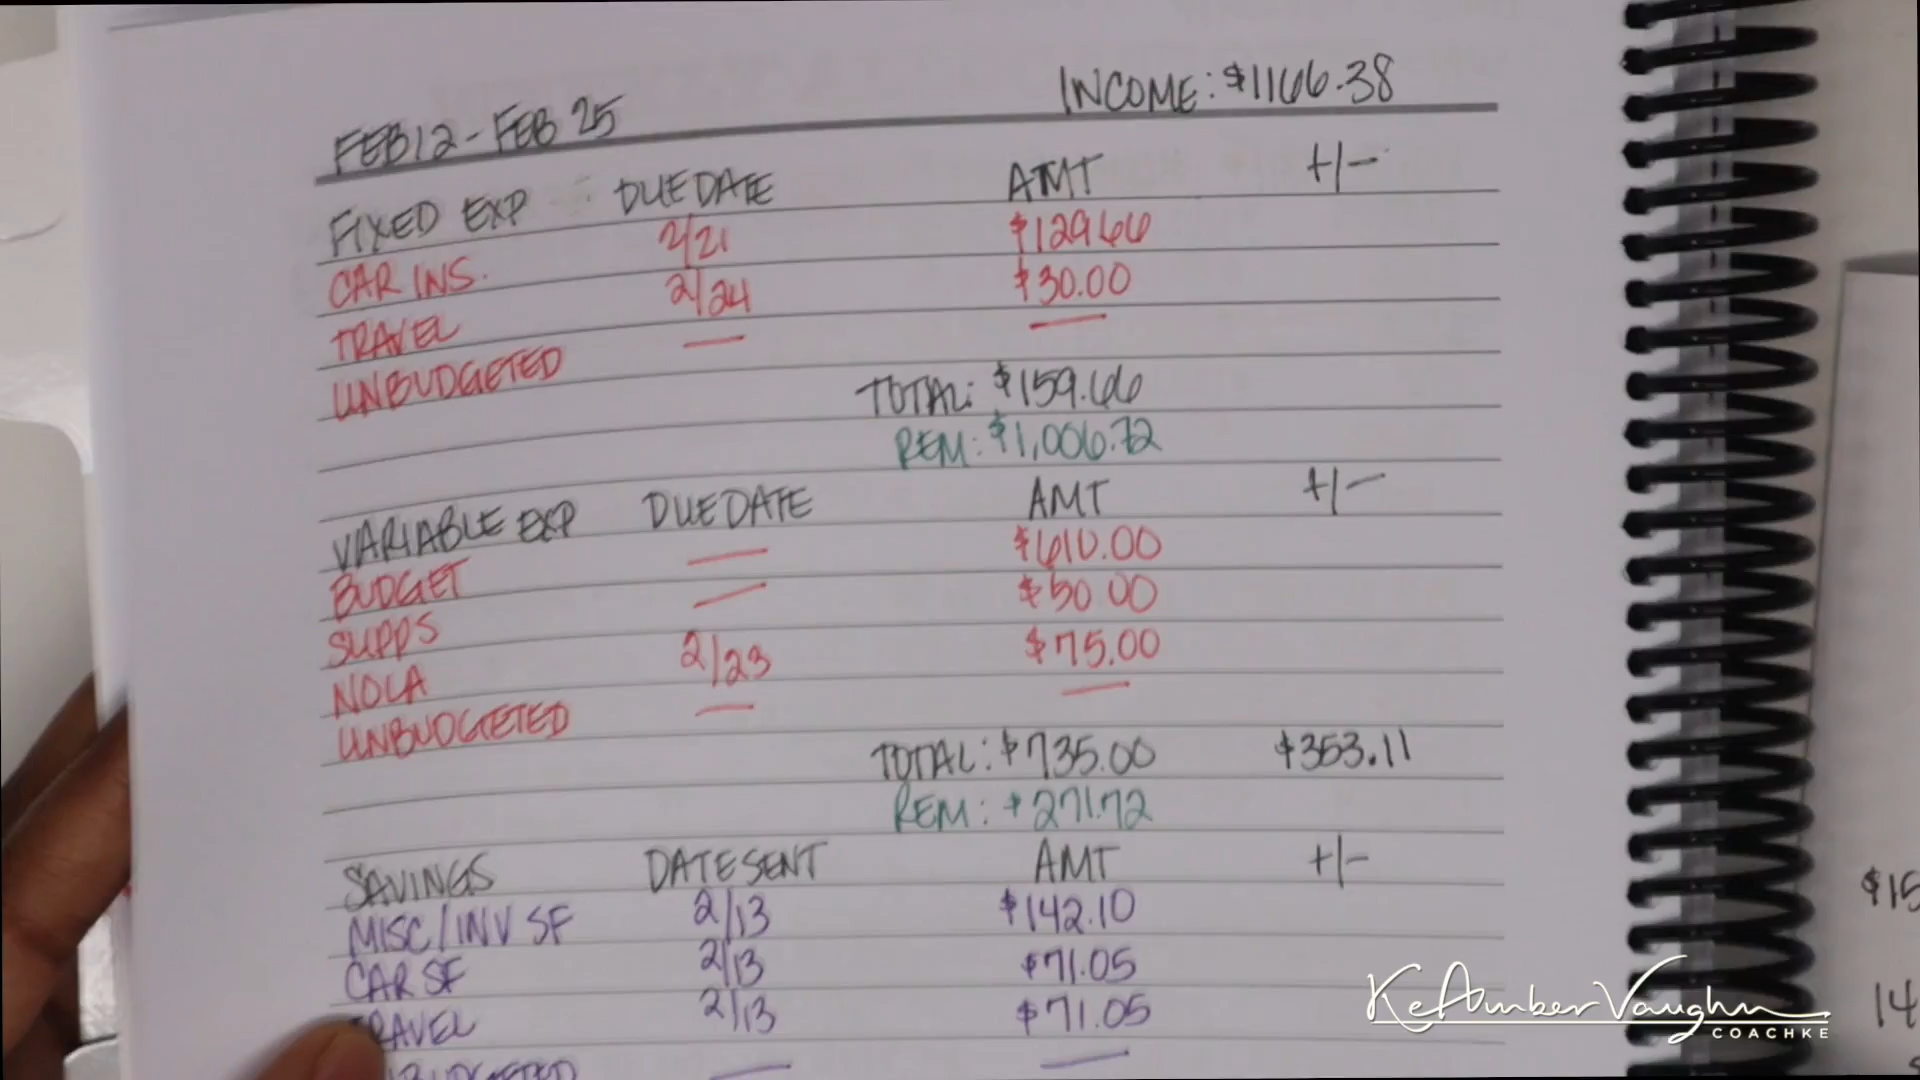 FEB 12 - FEB 25 INCOME: $1166.38
FIXED EXP DUE DATE AMT +/-
CAR INS. 2/21 $129.66
TRAVEL 2/24 $30.00
UNBUDGETED — —
TOTAL: $159.66
REM: $1,006.72
VARIABLE EXP DUE DATE AMT +/-
BUDGET — $610.00
SUPPS — $50.00
NOLA 2/23 $75.00
UNBUDGETED — —
TOTAL: $735.00 $353.11
REM: $271.72
SAVINGS DATE SENT AMT +/-
MISC/INV SF 2/13 $142.10
CAR SF 2/13 $71.05
TRAVEL 2/13 $71.05
UNBUDGETED — —
$15
14
KeAmber Vaughn
COACHKE